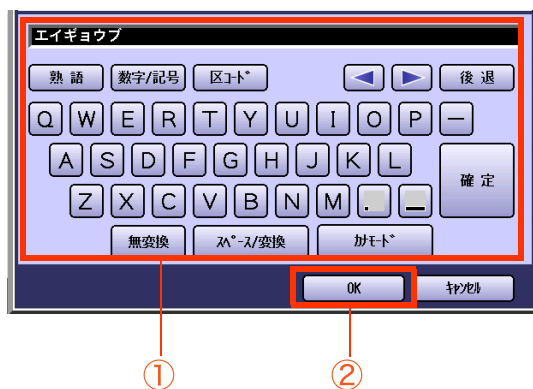 エイギョウブ
熟 語 数字/記号 区ｺｰﾄﾞ ◀ ▶ 後 退
Q W E R T Y U I O P ー
A S D F G H J K L 確 定
Z X C V B N M . _
無変換 ｽﾍﾟｰｽ/変換 ｶﾅﾓｰﾄﾞ
OK ｷｬﾝｾﾙ
① ②